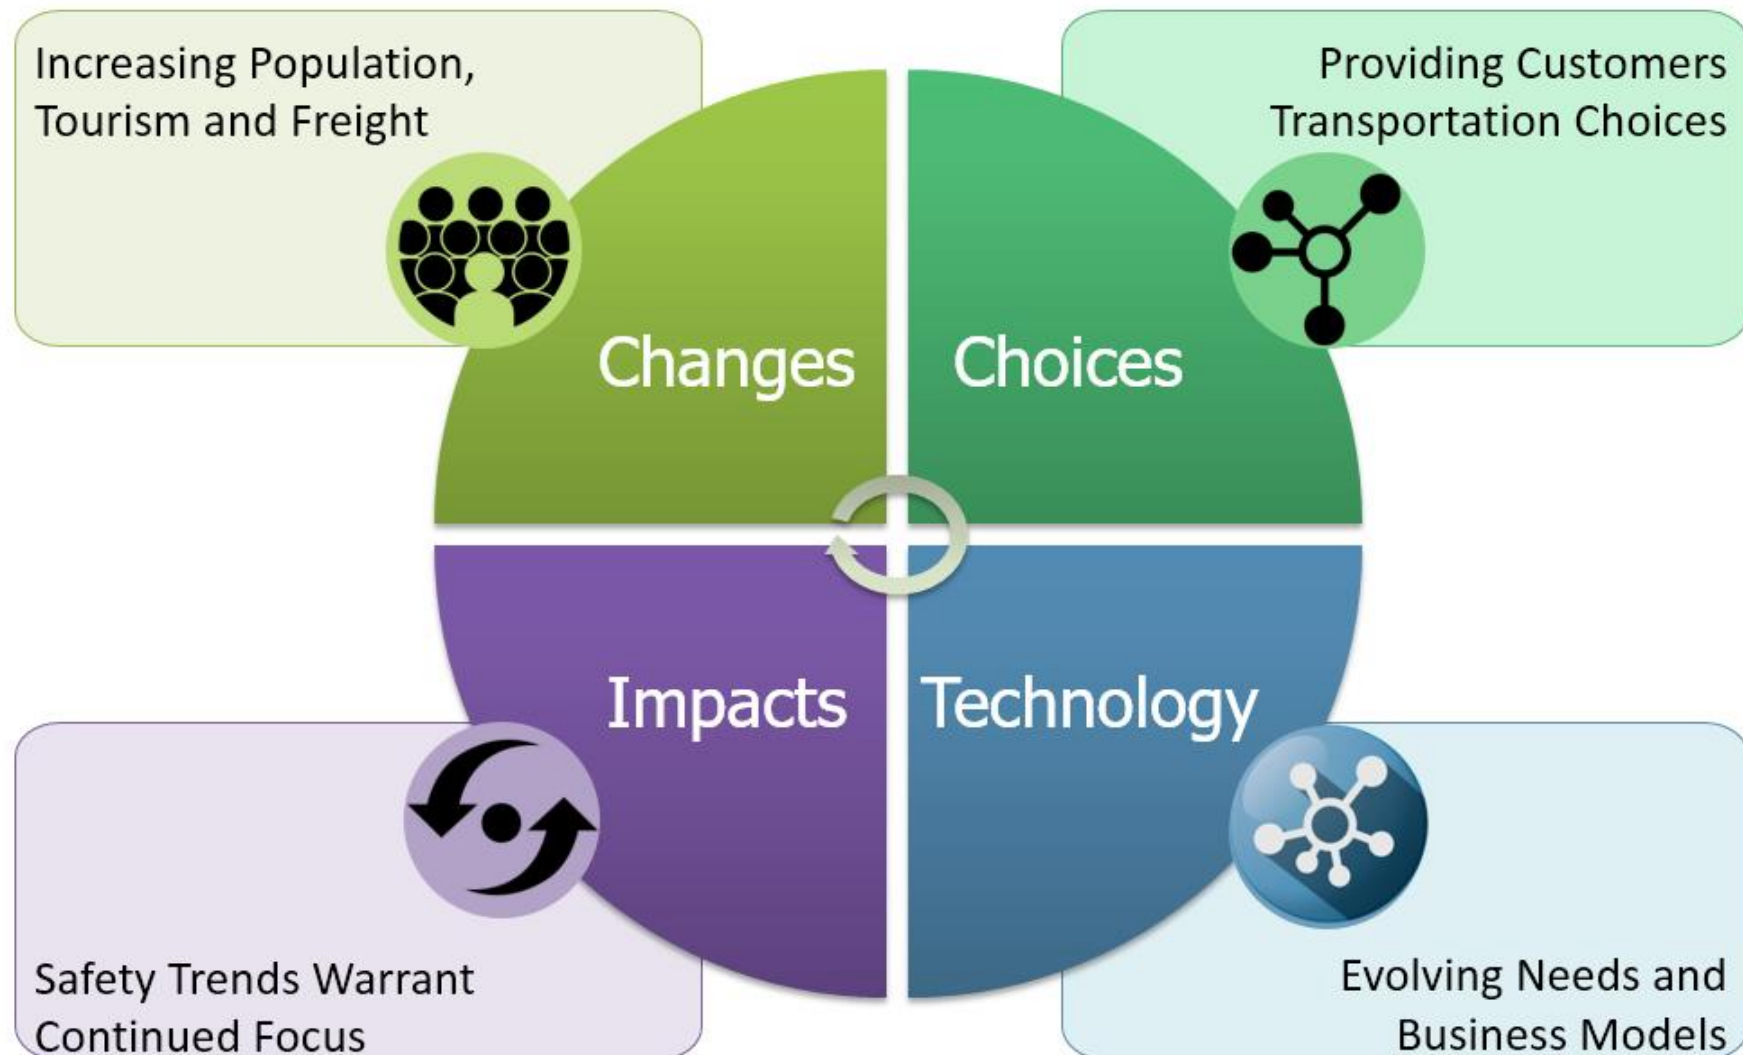 Increasing Population,
Tourism and Freight
Providing Customers
Transportation Choices
Changes
Choices
Impacts
Technology
Safety Trends Warrant
Continued Focus
Evolving Needs and
Business Models